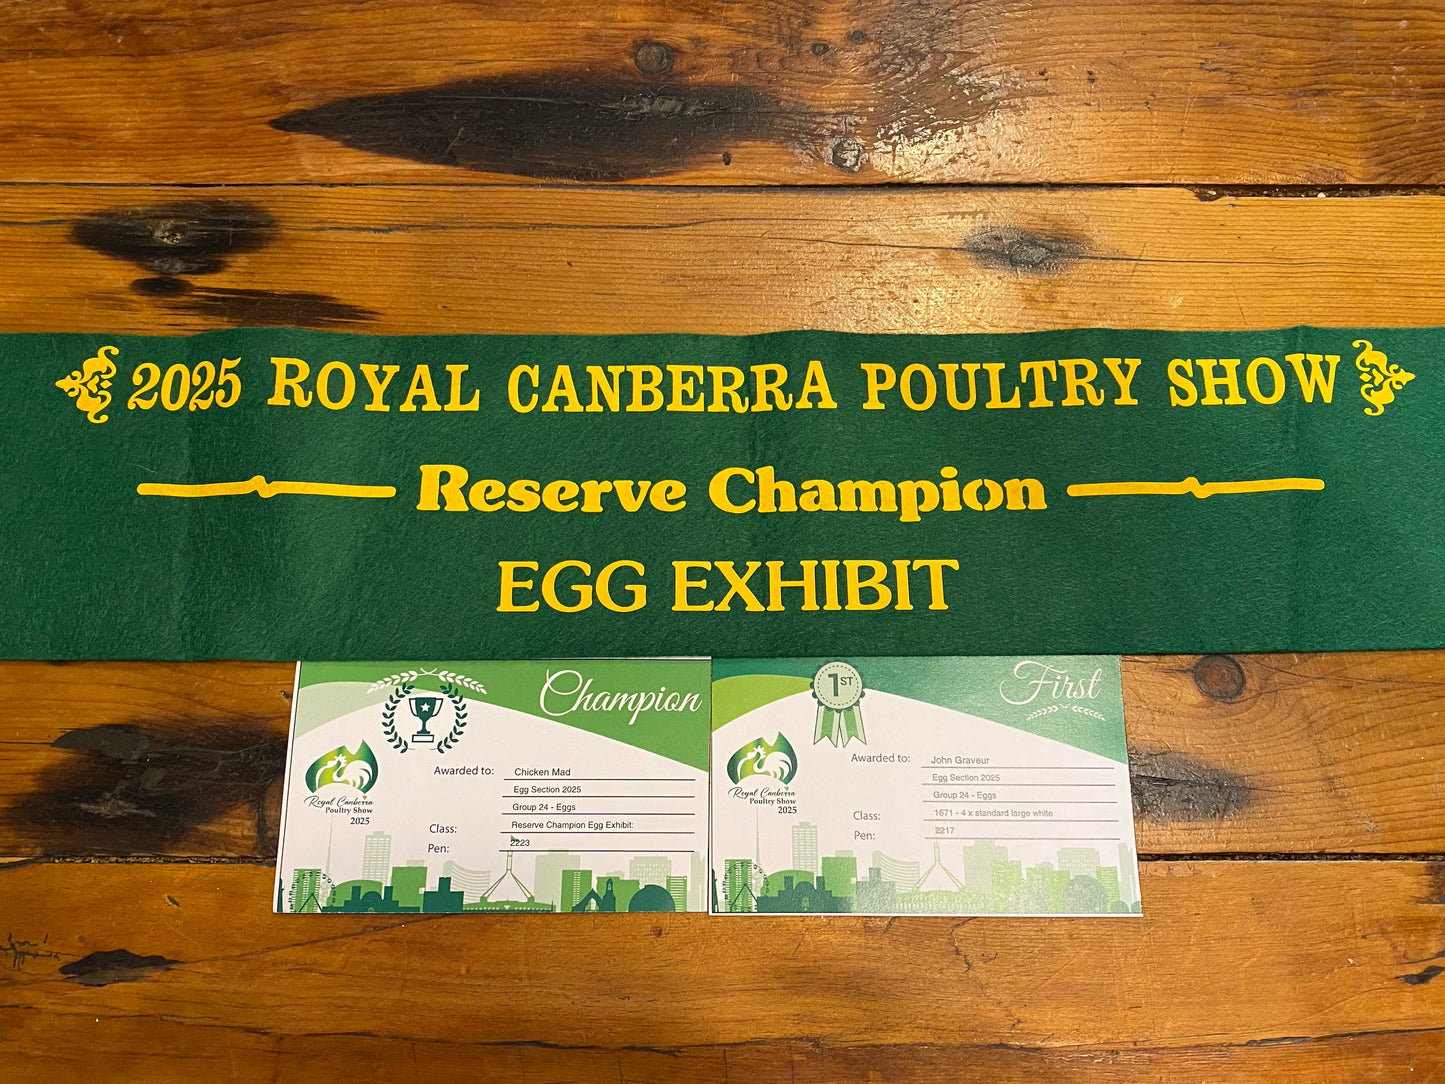 2025 ROYAL CANBERRA POULTRY SHOW
Reserve Champion
EGG EXHIBIT
Champion
Royal Canberra
Poultry Show
2025
Awarded to: Chicken Mad
Egg Section 2025
Group 24 - Eggs
Class: Reserve Champion Egg Exhibit:
Pen: 2223
1ST
First
Royal Canberra
Poultry Show
2025
Awarded to: John Graveur
Egg Section 2025
Group 24 - Eggs
Class: 1671 - 4 x standard large white
Pen: 2217